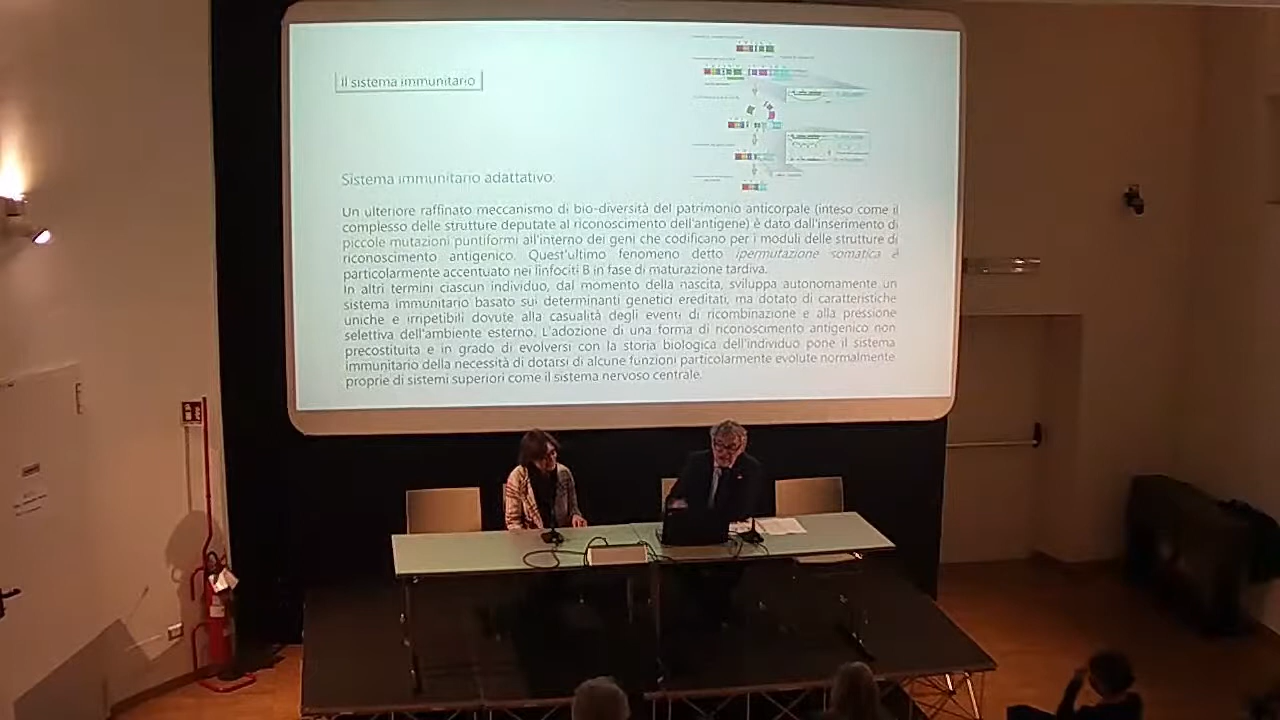 Il sistema immunitario
Sistema immunitario adattativo:
Un ulteriore raffinato meccanismo di bio-diversità del patrimonio anticorpale (inteso come il
complesso delle strutture deputate al riconoscimento dell'antigene) è dato dall'inserimento di
piccole mutazioni puntiformi all'interno dei geni che codificano per i moduli delle strutture di
riconoscimento antigenico. Quest'ultimo fenomeno detto ipermutazione somatica è
particolarmente accentuato nei linfociti B in fase di maturazione tardiva.
In altri termini ciascun individuo, dal momento della nascita, sviluppa autonomamente un
sistema immunitario basato sui determinanti genetici ereditati, ma dotato di caratteristiche
uniche e irripetibili dovute alla casualità degli eventi di ricombinazione e alla pressione
selettiva dell'ambiente esterno. L'adozione di una forma di riconoscimento antigenico non
precostituita e in grado di evolversi con la storia biologica dell'individuo pone il sistema
immunitario della necessità di dotarsi di alcune funzioni particolarmente evolute normalmente
proprie di sistemi superiori come il sistema nervoso centrale.